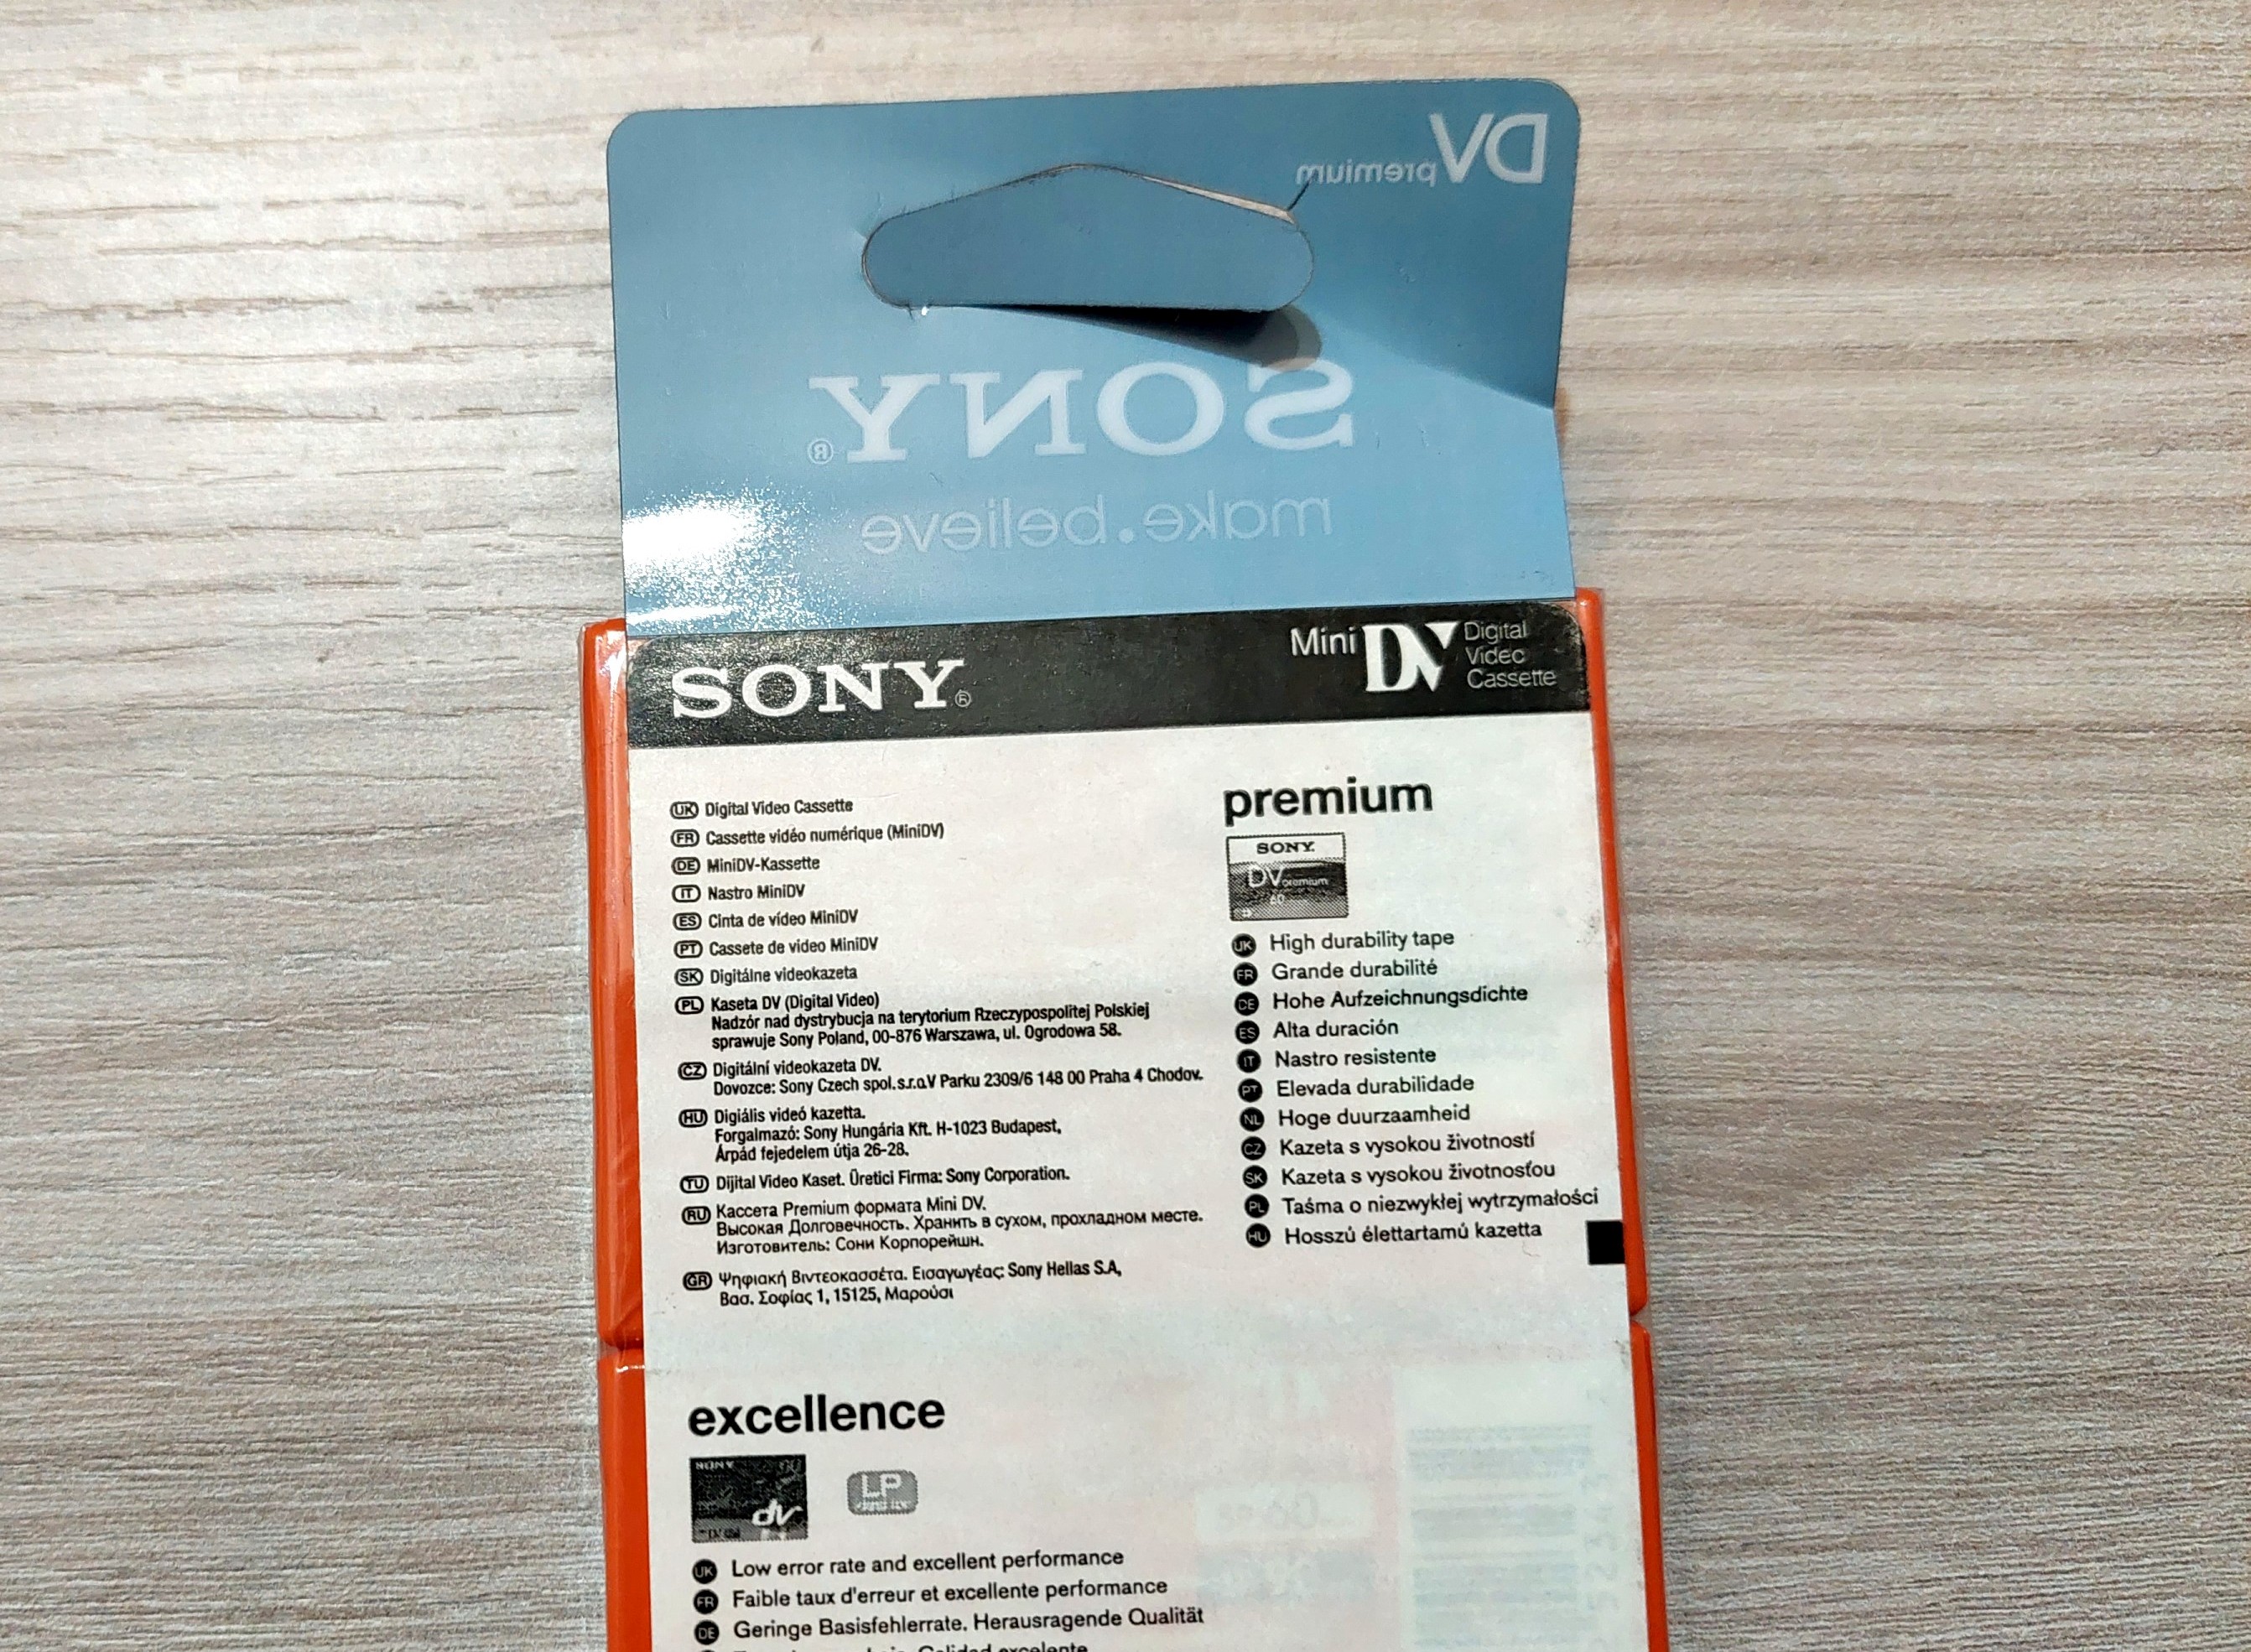 DV premium
SONY®
make.believe
SONY®
Mini DV Digital
Video
Cassette
UK Digital Video Cassette
FR Cassette vidéo numérique (MiniDV)
DE MiniDV-Kassette
IT Nastro MiniDV
ES Cinta de vídeo MiniDV
PT Cassete de video MiniDV
SK Digitálne videokazeta
PL Kaseta DV (Digital Video)
Nadzór nad dystrybucja na terytorium Rzeczypospolitej Polskiej
sprawuje Sony Poland, 00-876 Warszawa, ul. Ogrodowa 58.
CZ Digitální videokazeta DV.
Dovozce: Sony Czech spol.s.r.o.V Parku 2309/6 148 00 Praha 4 Chodov.
HU Digiális videó kazetta.
Forgalmazó: Sony Hungária Kft. H-1023 Budapest,
Árpád fejedelem útja 26-28.
TU Dijital Video Kaset. Üretici Firma: Sony Corporation.
RU Кассета Premium формата Mini DV.
Высокая Долговечность. Хранить в сухом, прохладном месте.
Изготовитель: Сони Корпорейшн.
GR Ψηφιακή Βιντεοκασσέτα. Εισαγωγέας: Sony Hellas S.A,
Βασ. Σοφίας 1, 15125, Μαρούσι
premium
SONY
DV premium
60
UK High durability tape
FR Grande durabilité
DE Hohe Aufzeichnungsdichte
ES Alta duración
IT Nastro resistente
PT Elevada durabilidade
NL Hoge duurzaamheid
CZ Kazeta s vysokou životností
SK Kazeta s vysokou životnosťou
PL Taśma o niezwykłej wytrzymałości
HU Hosszú élettartamú kazetta
excellence
SONY
dv
LP
UK Low error rate and excellent performance
FR Faible taux d'erreur et excellente performance
DE Geringe Basisfehlerrate, Herausragende Qualität
Calidad excelente